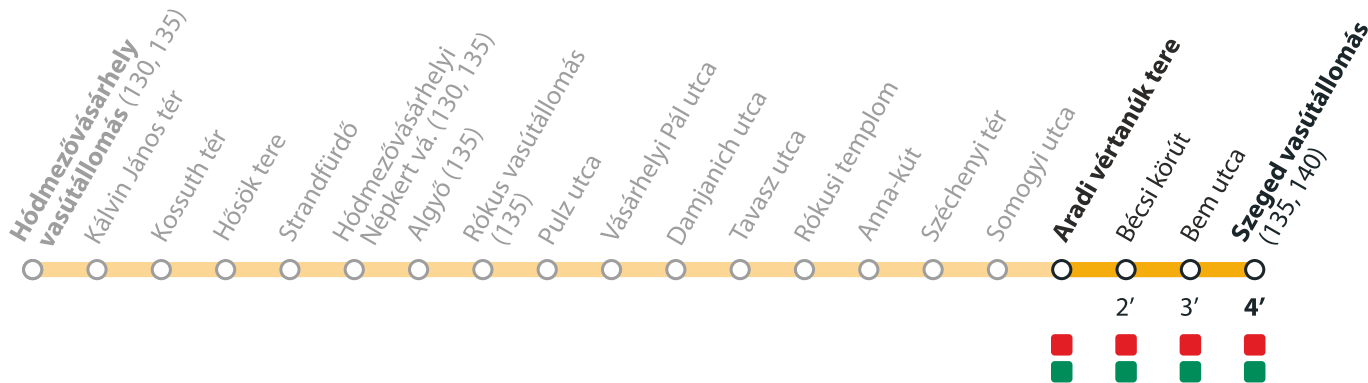 Hódmezővásárhely
vasútállomás (130, 135)
Kálvin János tér
Kossuth tér
Hősök tere
Strandfürdő
Hódmezővásárhelyi
Népkert vá. (130, 135)
Algyő (135)
Rókus vasútállomás
(135)
Pulz utca
Vásárhelyi Pál utca
Damjanich utca
Tavasz utca
Rókusi templom
Anna-kút
Széchenyi tér
Somogyi utca
Aradi vértanúk tere
Bécsi körút
Bem utca
Szeged vasútállomás
(135, 140)
2’ 3’ 4’